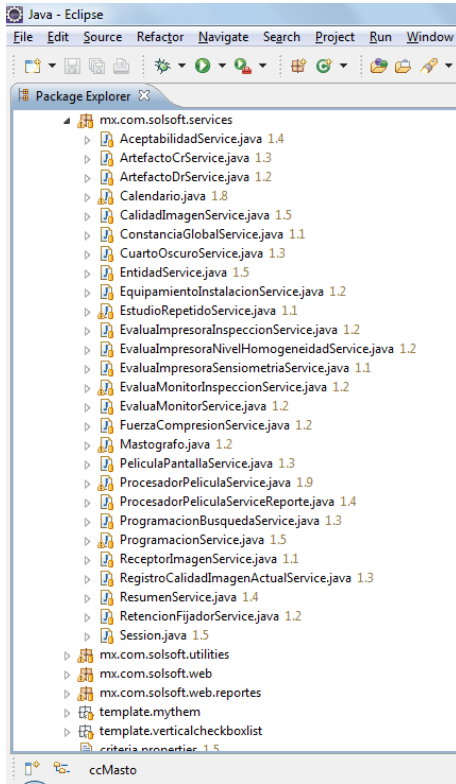 Java - Eclipse
File Edit Source Refactor Navigate Search Project Run Window
Package Explorer
mx.com.solsoft.services
AceptabilidadService.java 1.4
ArtefactoCrService.java 1.3
ArtefactoDrService.java 1.2
Calendario.java 1.8
CalidadImagenService.java 1.5
ConstanciaGlobalService.java 1.1
CuartoOscuroService.java 1.3
EntidadService.java 1.5
EquipamientoInstalacionService.java 1.2
EstudioRepetidoService.java 1.1
EvaluaImpresoraInspeccionService.java 1.2
EvaluaImpresoraNivelHomogeneidadService.java 1.2
EvaluaImpresoraSensiometriaService.java 1.1
EvaluaMonitorInspeccionService.java 1.2
EvaluaMonitorService.java 1.2
FuerzaCompresionService.java 1.2
Mastografo.java 1.2
PeliculaPantallaService.java 1.3
ProcesadorPeliculaService.java 1.9
ProcesadorPeliculaServiceReporte.java 1.4
ProgramacionBusquedaService.java 1.3
ProgramacionService.java 1.5
ReceptorImagenService.java 1.1
RegistroCalidadImagenActualService.java 1.3
ResumenService.java 1.4
RetencionFijadorService.java 1.2
Session.java 1.5
mx.com.solsoft.utilities
mx.com.solsoft.web
mx.com.solsoft.web.reportes
template.mythem
template.verticalcheckboxlist
criteria.properties 1.5
ccMasto